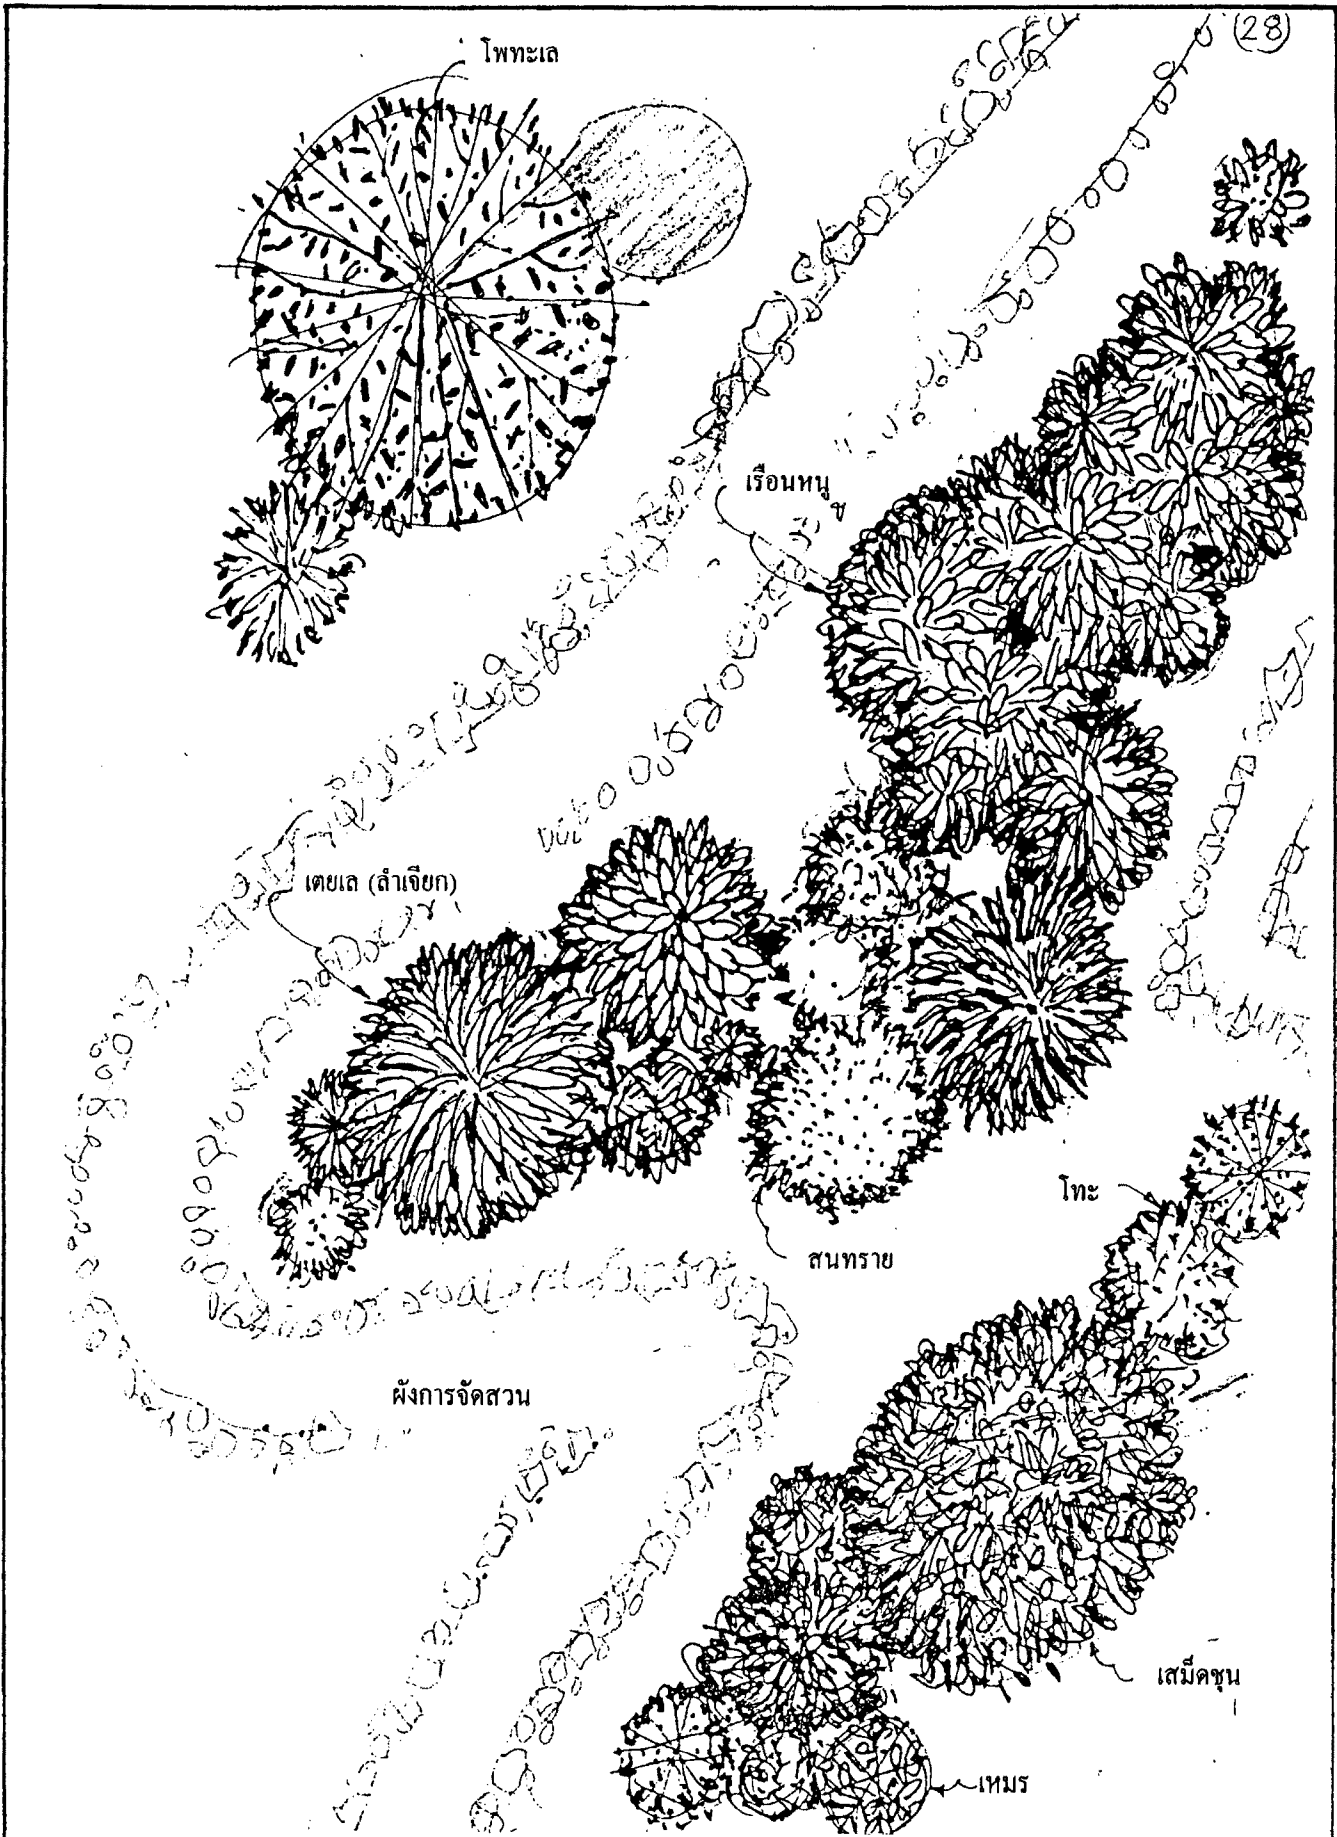 (28)
โพทะเล
เรือนหนู
เตยเล (ลำเจียก)
โทะ
สนทราย
ผังการจัดสวน
เสม็ดชุน
เหมร